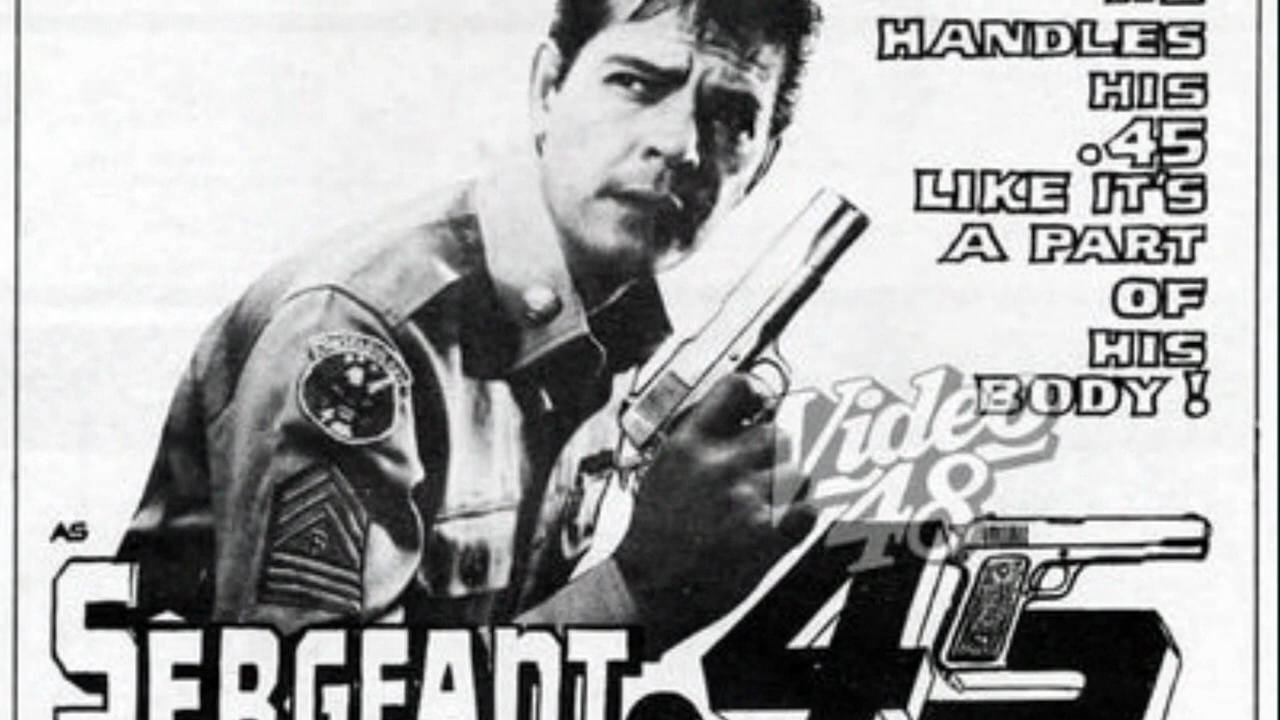 HANDLES
HIS
.45
LIKE IT'S
A PART
OF
HIS
BODY!
Video
48
AS
SERGEANT .45